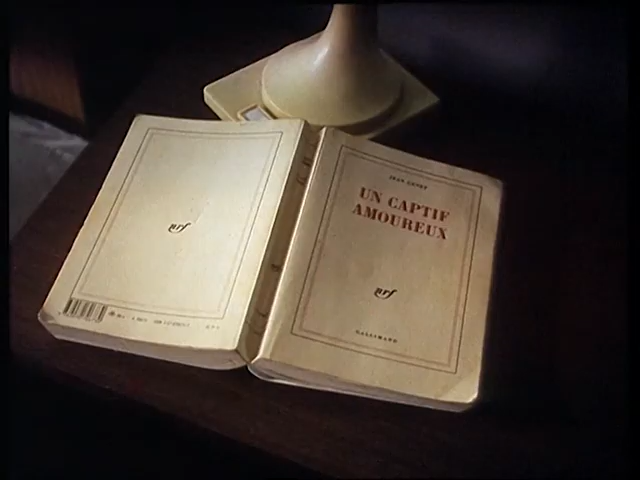 nrf
JEAN GENET
UN CAPTIF
AMOUREUX
nrf
GALLIMARD